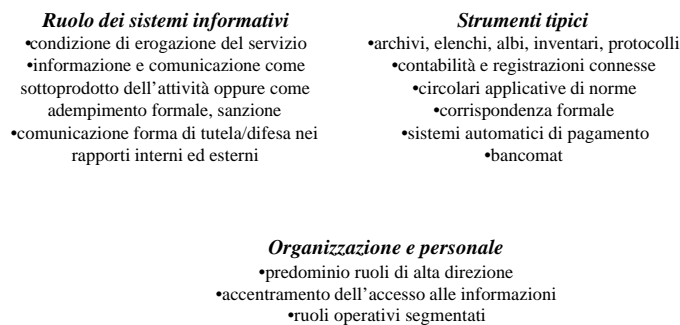 Ruolo dei sistemi informativi
•condizione di erogazione del servizio
•informazione e comunicazione come
sottoprodotto dell’attività oppure come
adempimento formale, sanzione
•comunicazione forma di tutela/difesa nei
rapporti interni ed esterni
Strumenti tipici
•archivi, elenchi, albi, inventari, protocolli
•contabilità e registrazioni connesse
•circolari applicative di norme
•corrispondenza formale
•sistemi automatici di pagamento
•bancomat
Organizzazione e personale
•predominio ruoli di alta direzione
•accentramento dell’accesso alle informazioni
•ruoli operativi segmentati